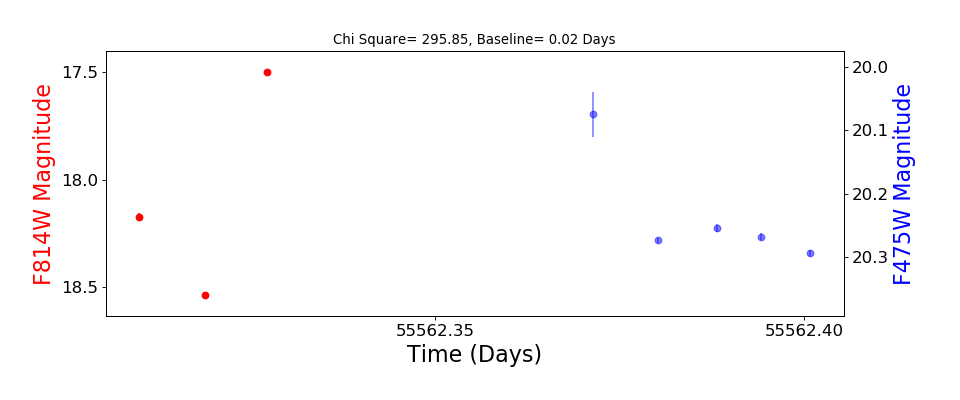 Chi Square= 295.85, Baseline= 0.02 Days
F814W Magnitude
17.5
18.0
18.5
20.0
20.1
20.2
20.3
F475W Magnitude
55562.35
55562.40
Time (Days)